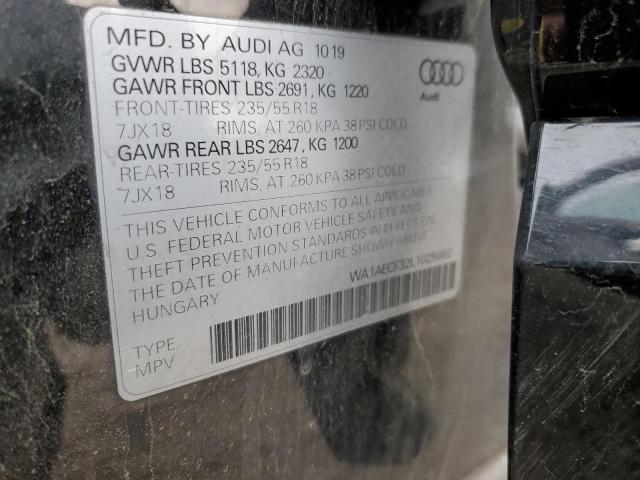 MFD. BY AUDI AG 10 19
GVWR LBS 5118, KG 2320
GAWR FRONT LBS 2691, KG 1220
FRONT-TIRES 235/55 R18
7JX18 RIMS, AT 260 KPA 38 PSI COLD
GAWR REAR LBS 2647, KG 1200
REAR-TIRES 235/55 R18
7JX18 RIMS, AT 260 KPA 38 PSI COLD
Audi
THIS VEHICLE CONFORMS TO ALL APPLICABLE
U.S. FEDERAL MOTOR VEHICLE SAFETY AND
THEFT PREVENTION STANDARDS IN EFFECT ON
THE DATE OF MANUFACTURE SHOWN ABOVE
HUNGARY
WA1AECF32L1025662
TYPE
MPV